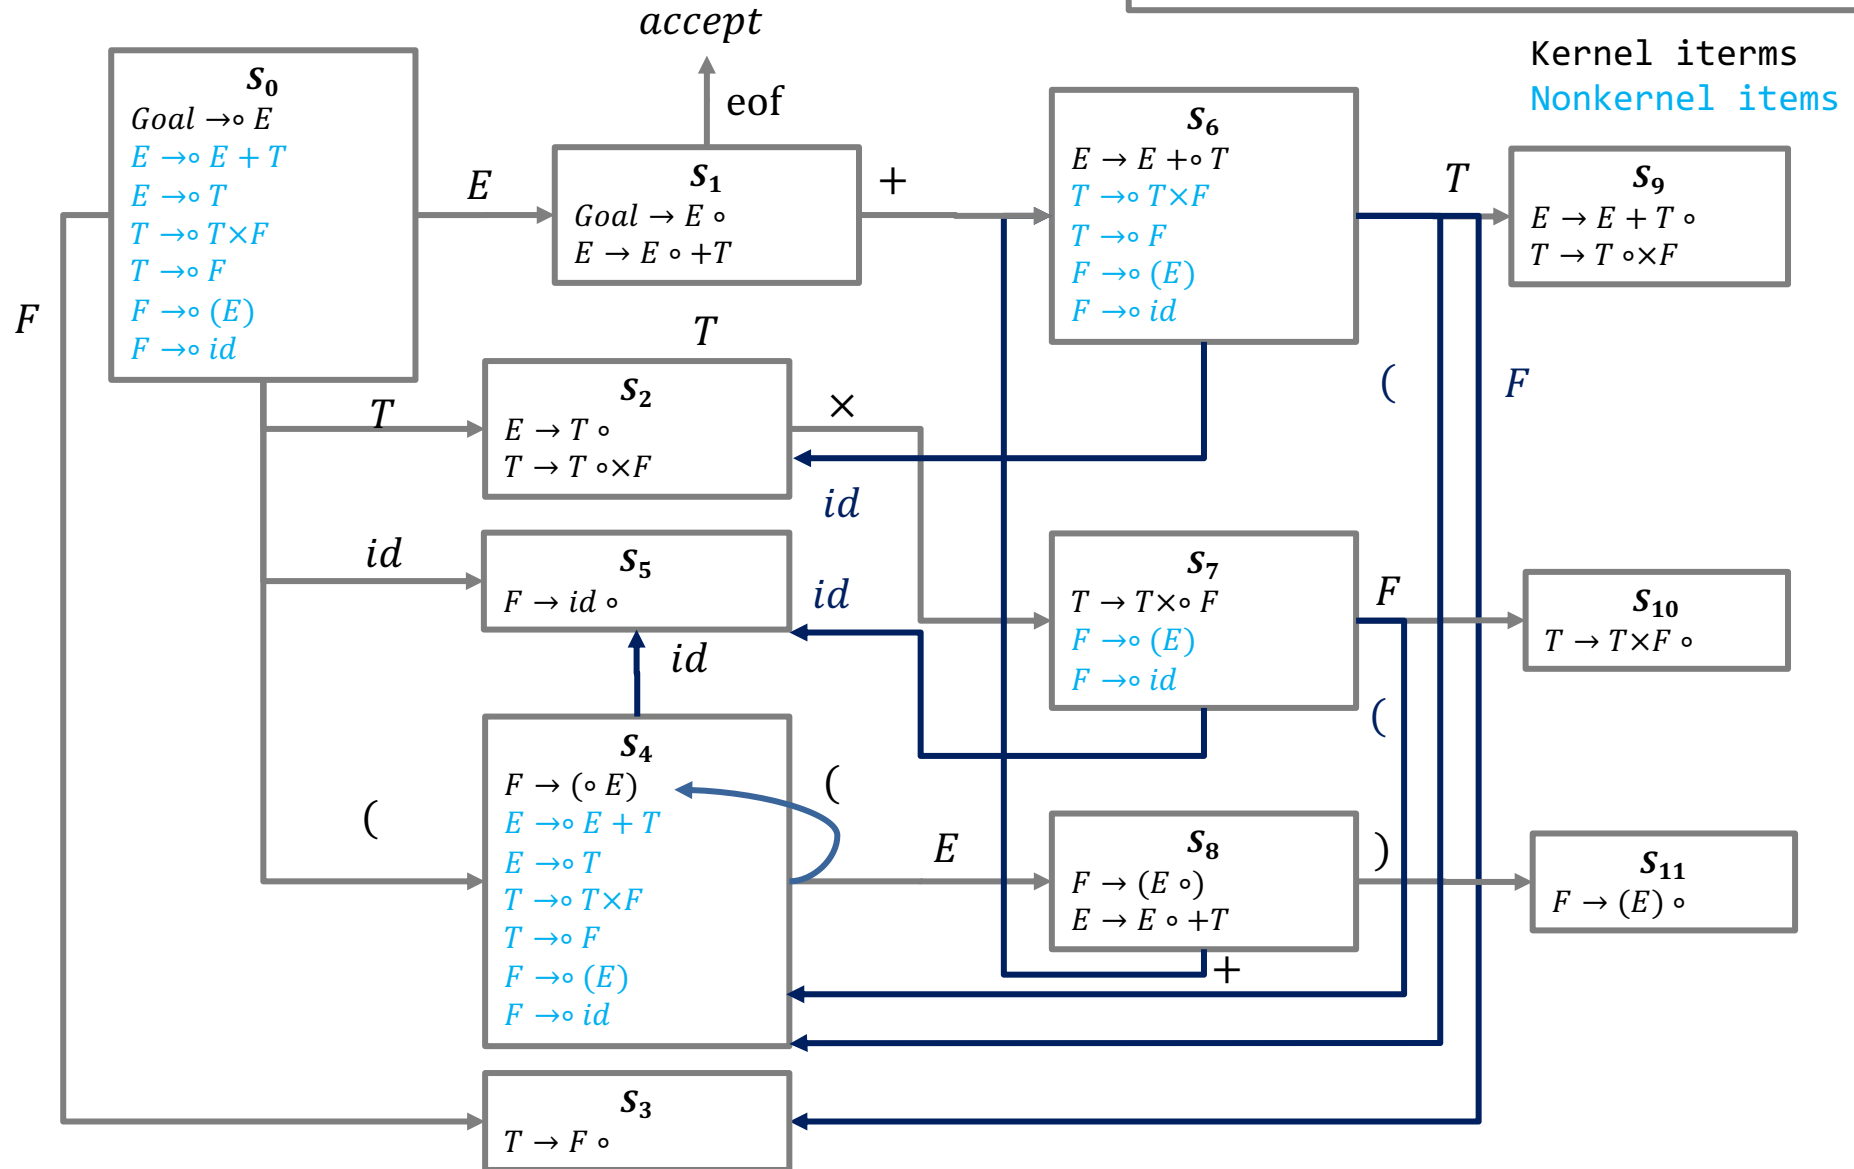 accept
Kernel iterms
Nonkernel items
s₀
Goal →∘ E
E →∘ E + T
E →∘ T
T →∘ T×F
T →∘ F
F →∘ (E)
F →∘ id
eof
E
s₁
Goal → E ∘
E → E ∘ +T
+
s₆
E → E +∘ T
T →∘ T×F
T →∘ F
F →∘ (E)
F →∘ id
T
s₉
E → E + T ∘
T → T ∘×F
F
T
T
s₂
E → T ∘
T → T ∘×F
×
(
F
id
id
s₅
F → id ∘
id
id
s₇
T → T×∘ F
F →∘ (E)
F →∘ id
F
s₁₀
T → T×F ∘
(
(
s₄
F → (∘ E)
E →∘ E + T
E →∘ T
T →∘ T×F
T →∘ F
F →∘ (E)
F →∘ id
(
E
s₈
F → (E ∘)
E → E ∘ +T
+
)
s₁₁
F → (E) ∘
s₃
T → F ∘